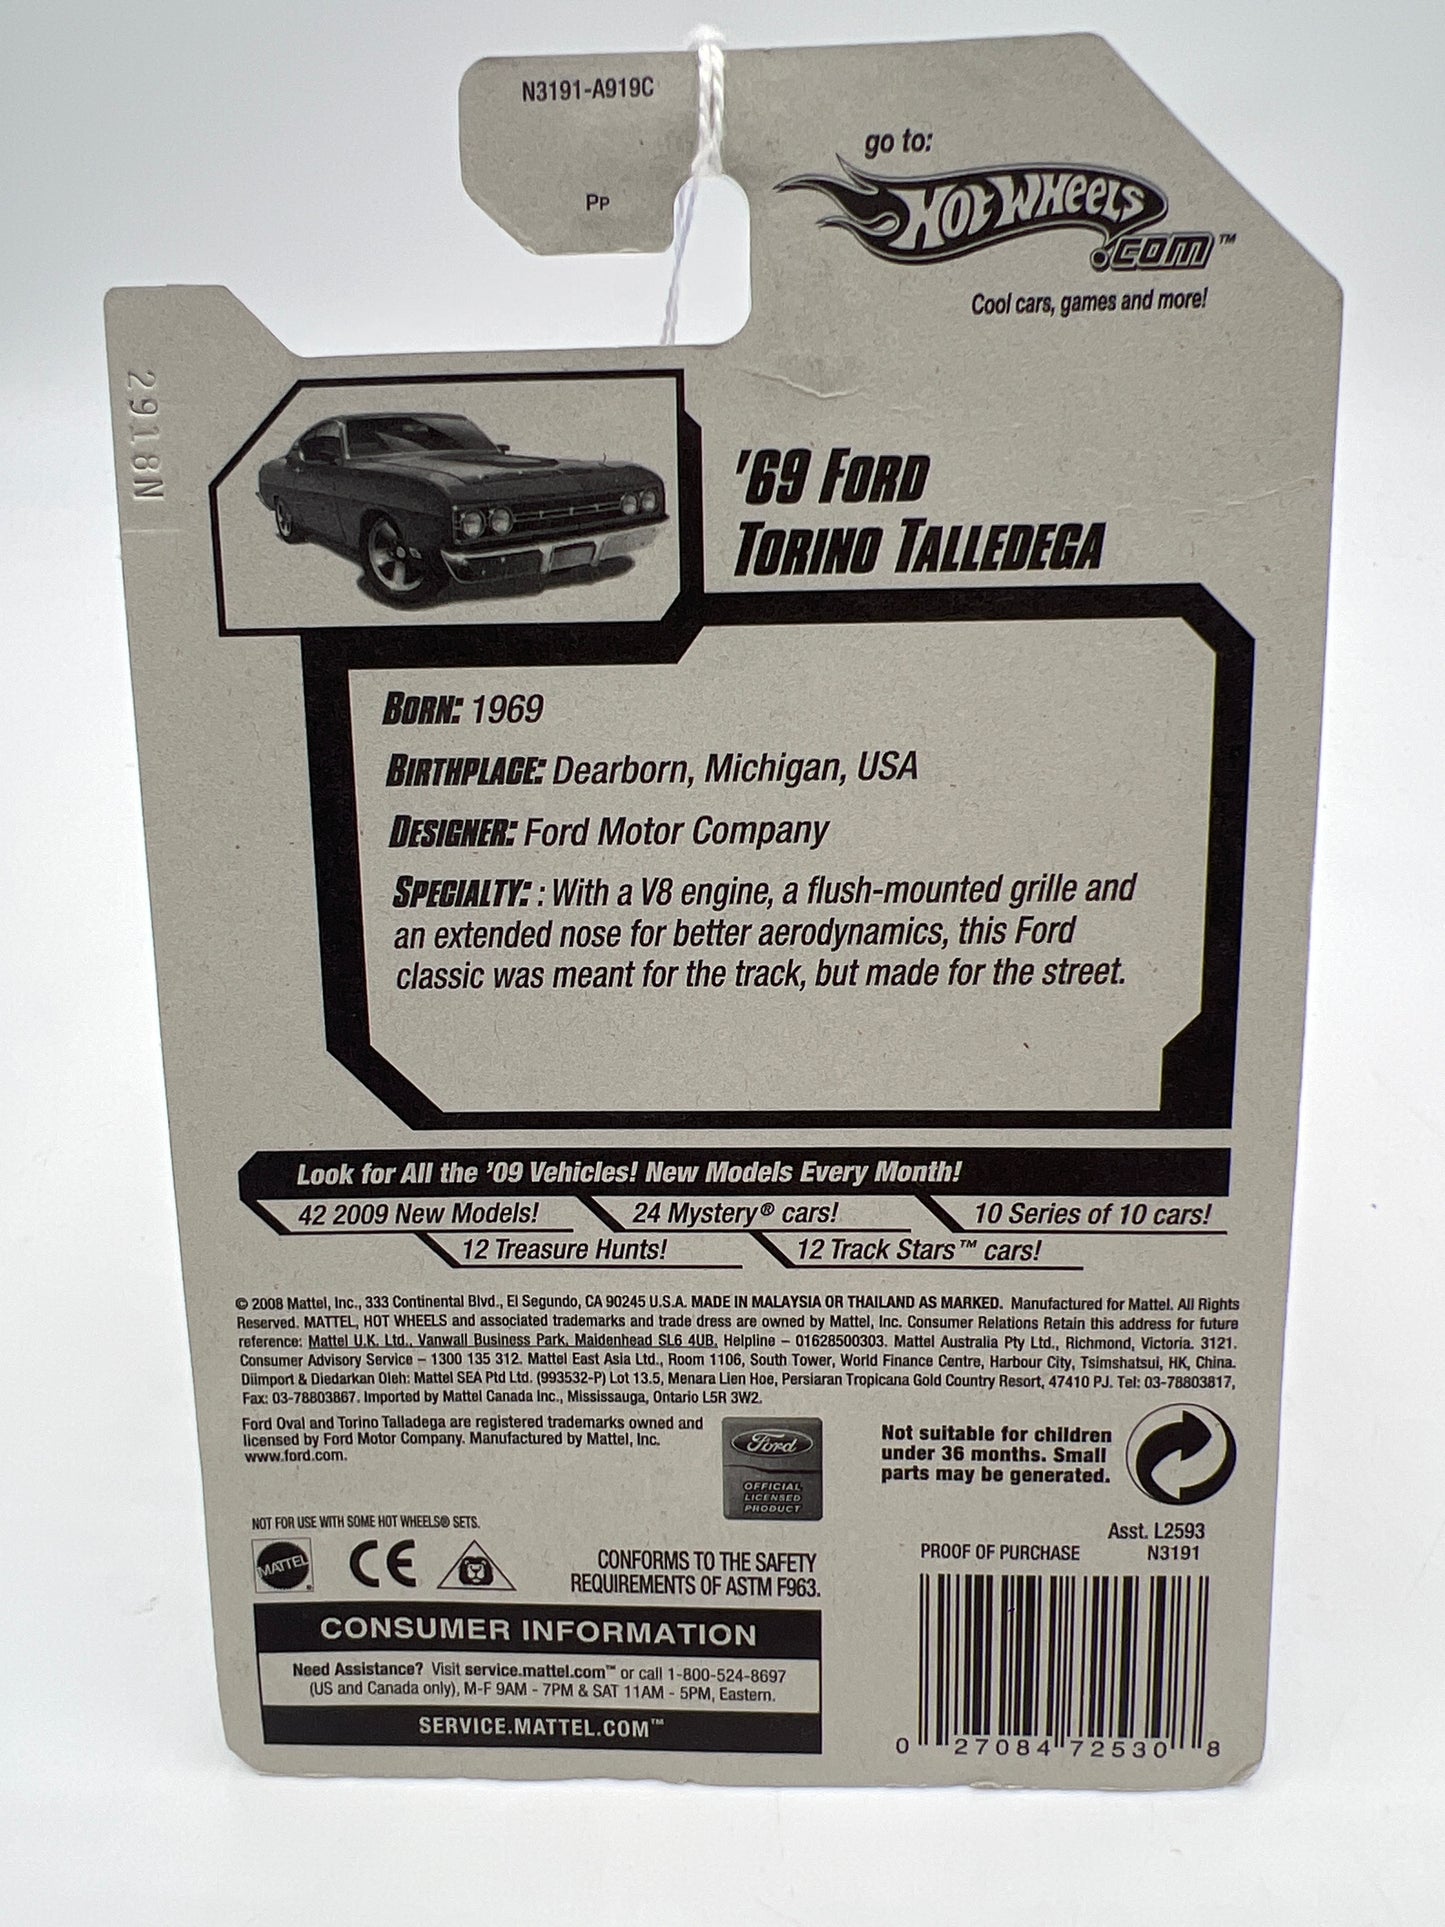 N3191-A919C
PP
go to:
HOT WHEELS
.COM™
Cool cars, games and more!
2918N
'69 FORD
TORINO TALLEDEGA
BORN: 1969
BIRTHPLACE: Dearborn, Michigan, USA
DESIGNER: Ford Motor Company
SPECIALTY: : With a V8 engine, a flush-mounted grille and
an extended nose for better aerodynamics, this Ford
classic was meant for the track, but made for the street.
Look for All the '09 Vehicles! New Models Every Month!
42 2009 New Models! 24 Mystery® cars! 10 Series of 10 cars!
12 Treasure Hunts! 12 Track Stars™ cars!
© 2008 Mattel, Inc., 333 Continental Blvd., El Segundo, CA 90245 U.S.A. MADE IN MALAYSIA OR THAILAND AS MARKED. Manufactured for Mattel. All Rights
Reserved. MATTEL, HOT WHEELS and associated trademarks and trade dress are owned by Mattel, Inc. Consumer Relations Retain this address for future
reference: Mattel U.K. Ltd., Vanwall Business Park, Maidenhead SL6 4UB. Helpline – 01628500303. Mattel Australia Pty Ltd., Richmond, Victoria. 3121.
Consumer Advisory Service – 1300 135 312. Mattel East Asia Ltd., Room 1106, South Tower, World Finance Centre, Harbour City, Tsimshatsui, HK, China.
Diimport & Diedarkan Oleh: Mattel SEA Ptd Ltd. (993532-P) Lot 13.5, Menara Lien Hoe, Persiaran Tropicana Gold Country Resort, 47410 PJ. Tel: 03-78803817,
Fax: 03-78803867. Imported by Mattel Canada Inc., Mississauga, Ontario L5R 3W2.
Ford Oval and Torino Talladega are registered trademarks owned and
licensed by Ford Motor Company. Manufactured by Mattel, Inc.
www.ford.com.
Ford
OFFICIAL
LICENSED
PRODUCT
Not suitable for children
under 36 months. Small
parts may be generated.
NOT FOR USE WITH SOME HOT WHEELS® SETS.
MATTEL
CE
CONFORMS TO THE SAFETY
REQUIREMENTS OF ASTM F963.
Asst. L2593
PROOF OF PURCHASE N3191
CONSUMER INFORMATION
Need Assistance? Visit service.mattel.com™ or call 1-800-524-8697
(US and Canada only), M-F 9AM - 7PM & SAT 11AM - 5PM, Eastern.
SERVICE.MATTEL.COM™
0 27084 72530 8